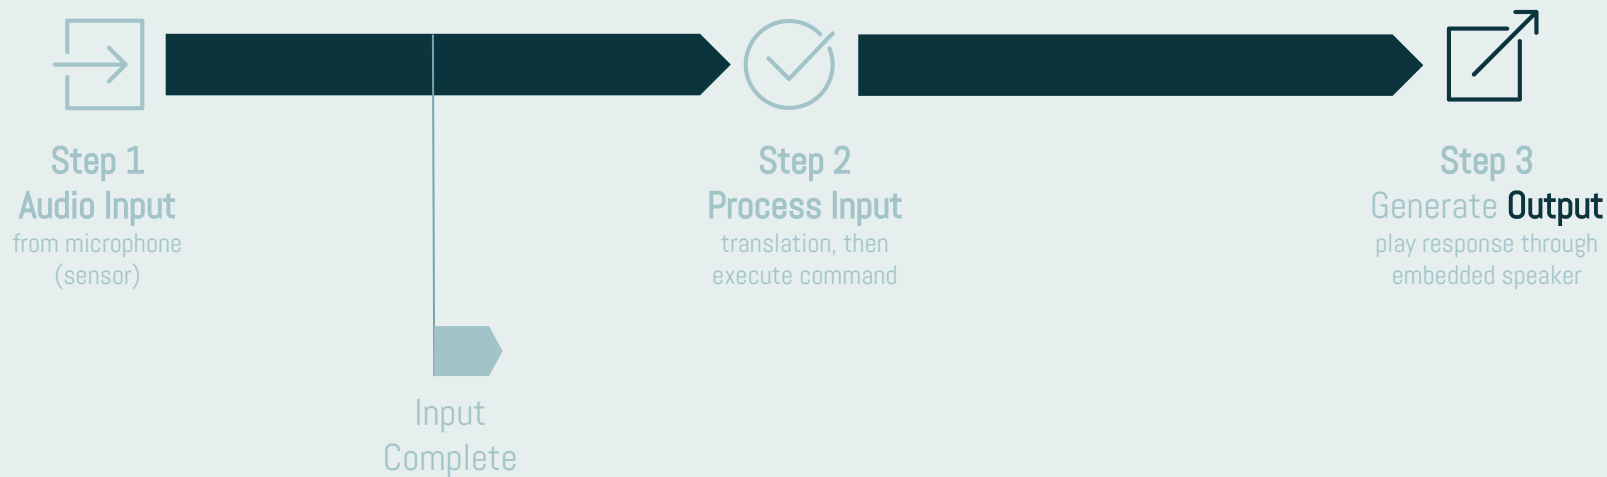 Step 1
Audio Input
from microphone
(sensor)
Step 2
Process Input
translation, then
execute command
Step 3
Generate Output
play response through
embedded speaker
Input
Complete